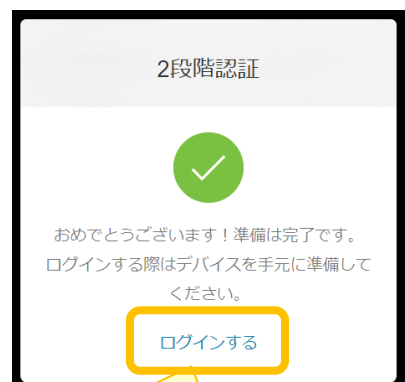 2段階認証
おめでとうございます！準備は完了です。
ログインする際はデバイスを手元に準備して
ください。
ログインする